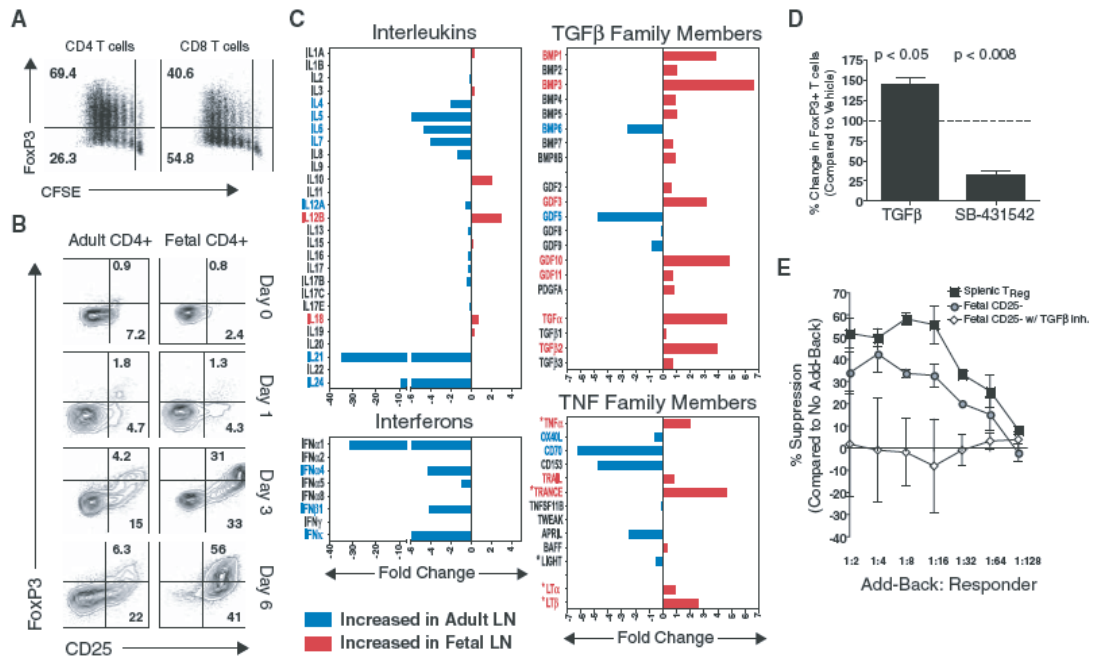 A
CD4 T cells
CD8 T cells
69.4
40.6
26.3
54.8
FoxP3
CFSE
B
Adult CD4+
Fetal CD4+
0.9
0.8
7.2
2.4
Day 0
1.8
1.3
4.7
4.3
Day 1
4.2
31
15
33
Day 3
6.3
56
22
41
Day 6
FoxP3
CD25
C
Interleukins
IL1A
IL1B
IL2
IL3
IL4
IL5
IL6
IL7
IL8
IL9
IL10
IL11
IL12A
IL12B
IL13
IL15
IL16
IL17
IL17B
IL17C
IL17E
IL18
IL19
IL20
IL21
IL22
IL24
-40 -30 -20 -10 -8 -6 -4 -2 0 2 4
Interferons
IFNα1
IFNα2
IFNα4
IFNα5
IFNα8
IFNβ1
IFNγ
IFNκ
-40 -30 -20 -10 -8 -6 -4 -2 0 2 4
Fold Change
Increased in Adult LN
Increased in Fetal LN
TGFβ Family Members
BMP1
BMP2
BMP3
BMP4
BMP5
BMP6
BMP7
BMP8B
GDF2
GDF3
GDF5
GDF8
GDF9
GDF10
GDF11
PDGFA
TGFα
TGFβ1
TGFβ2
TGFβ3
-7 -6 -5 -4 -3 -2 -1 0 1 2 3 4 5 6 7
TNF Family Members
*TNFα
OX40L
CD70
CD153
TRAIL
*TRANCE
TNFSF11B
TWEAK
APRIL
BAFF
*LIGHT
*LTα
*LTβ
-7 -6 -5 -4 -3 -2 -1 0 1 2 3 4 5 6 7
Fold Change
D
p < 0.05
p < 0.008
% Change in FoxP3+ T cells
(Compared to Vehicle)
175
150
125
100
75
50
25
0
TGFβ
SB-431542
E
Splenic TReg
Fetal CD25-
Fetal CD25- w/ TGFβ inh.
% Suppression
(Compared to No Add-Back)
70
60
50
40
30
20
10
0
-10
-20
-30
-40
1:2 1:4 1:8 1:16 1:32 1:64 1:128
Add-Back: Responder